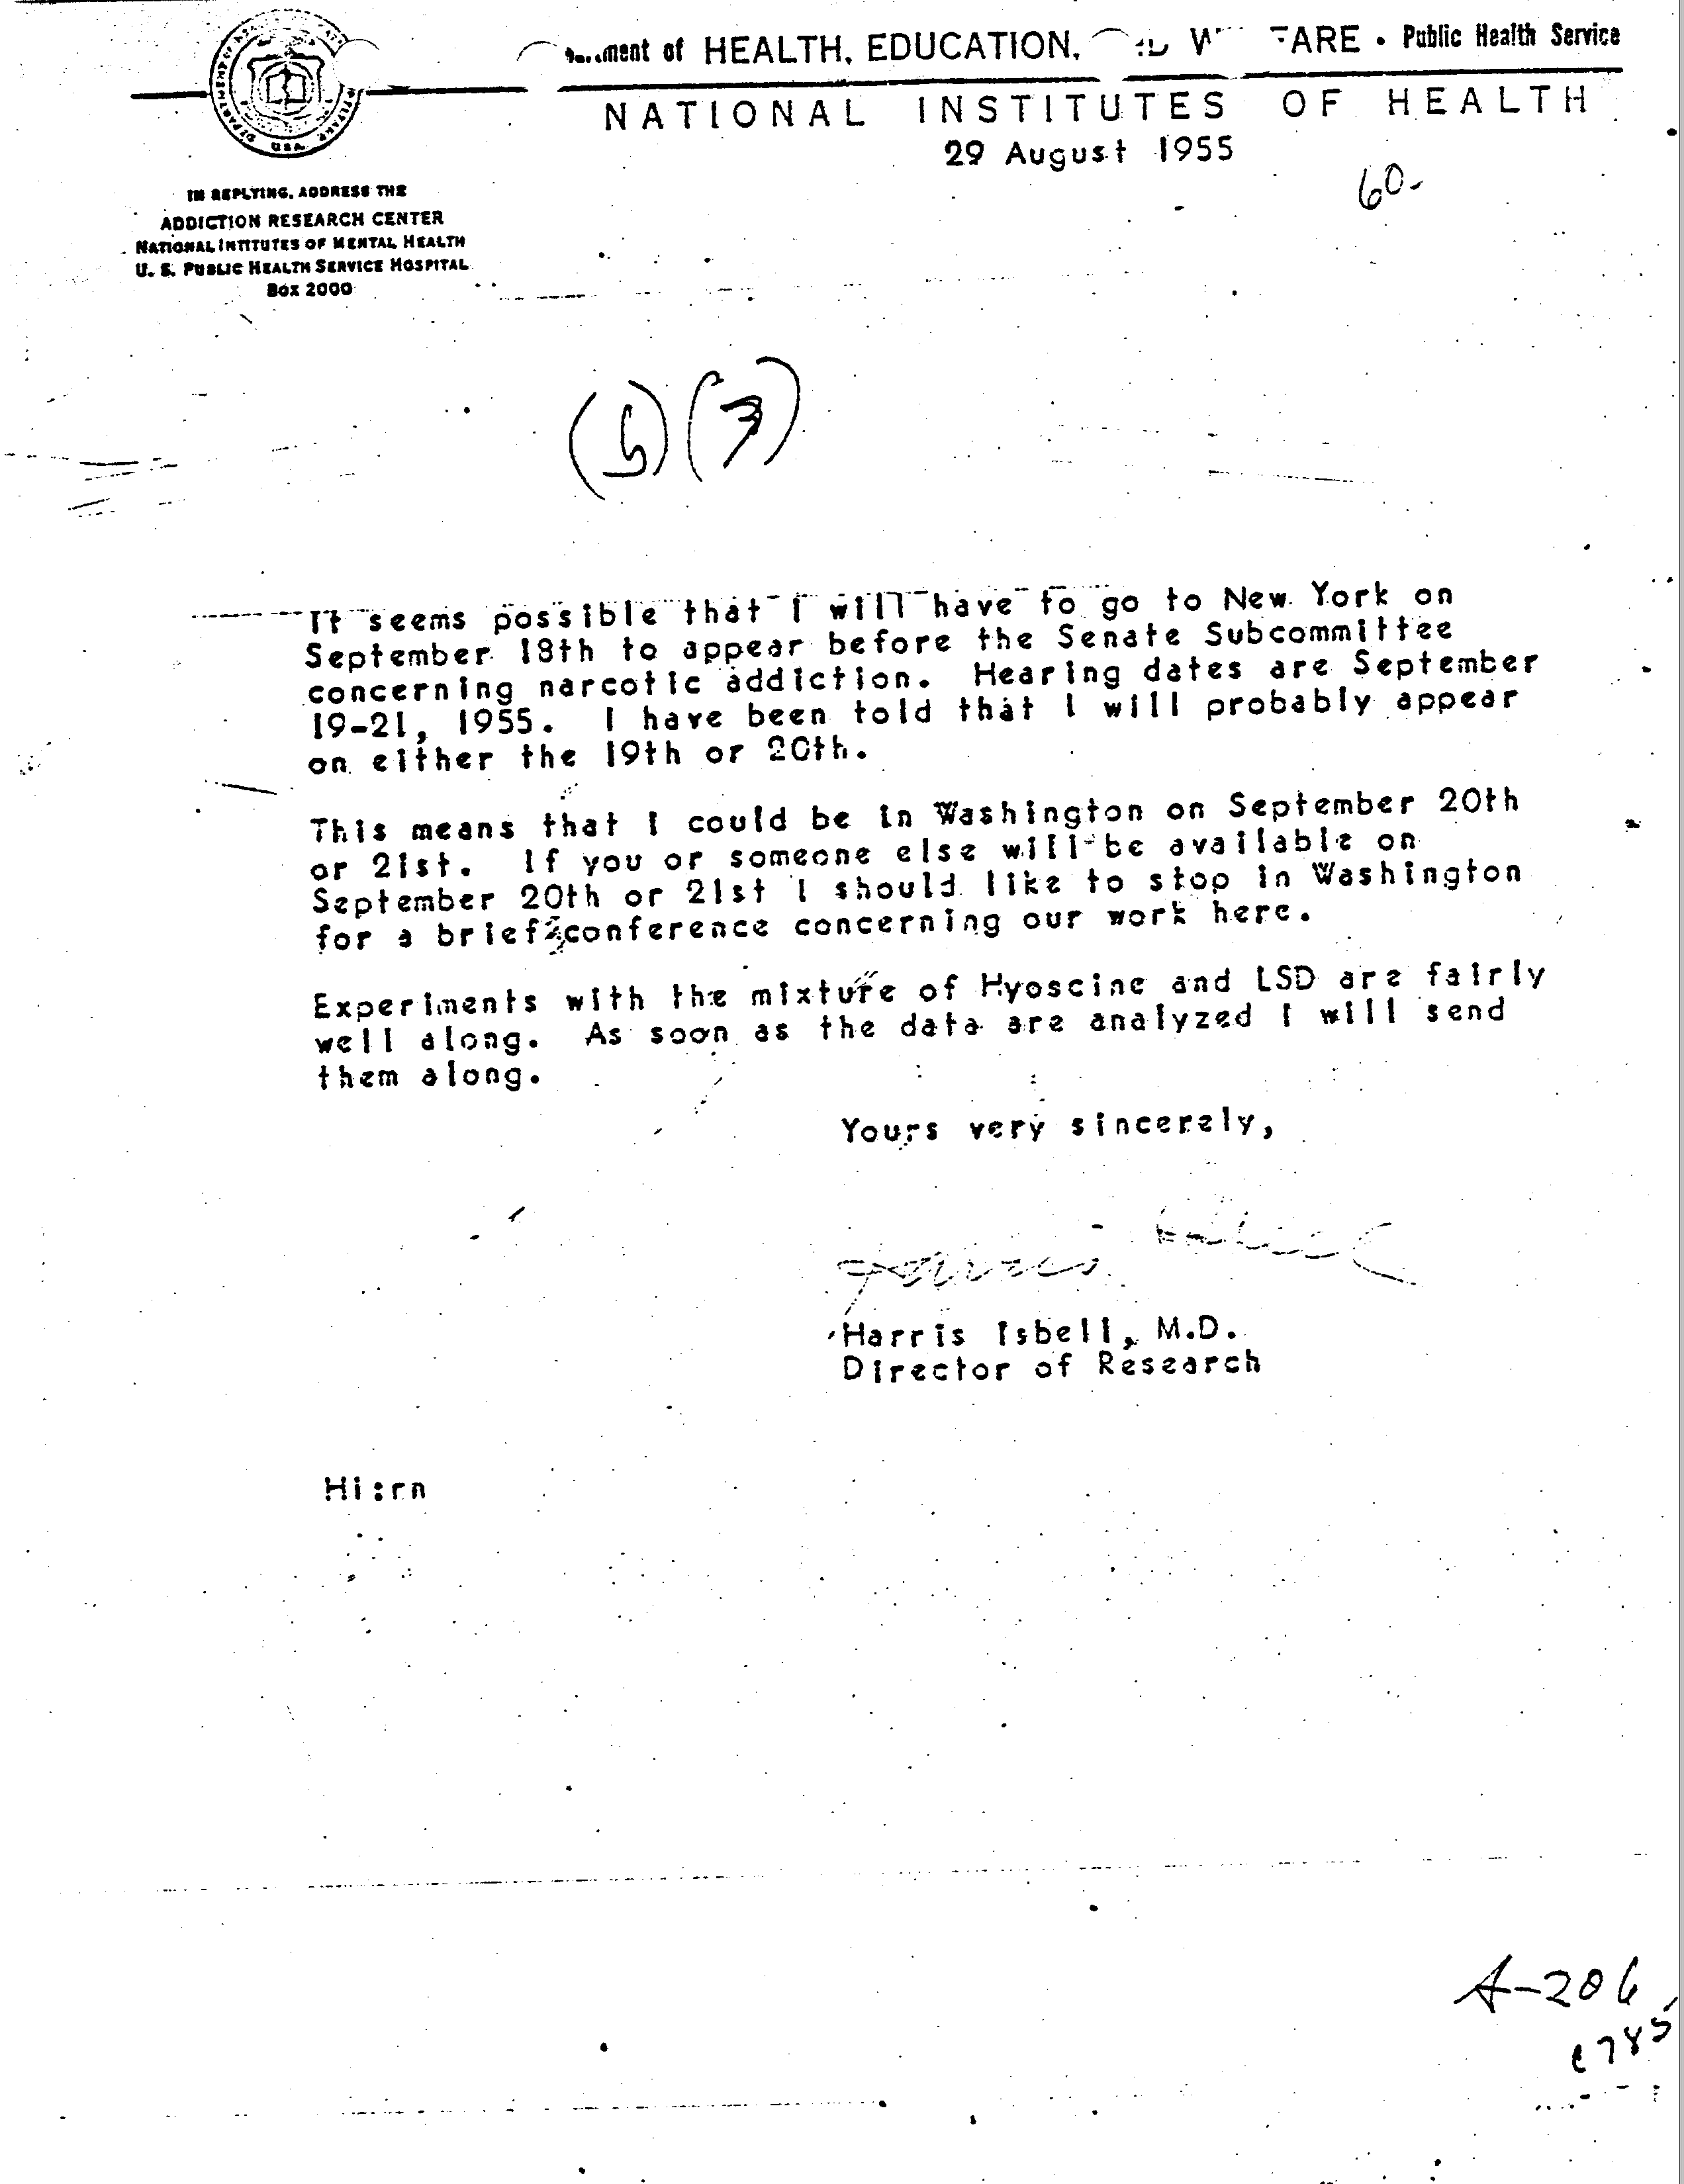 ment of HEALTH, EDUCATION, ARE • Public Health Service
NATIONAL INSTITUTES OF HEALTH
29 August 1955
60-
USA
IN REPLYING, ADDRESS THE
ADDICTION RESEARCH CENTER
NATIONAL INTITUTES OF MENTAL HEALTH
U. S. PUBLIC HEALTH SERVICE HOSPITAL
BOX 2000
It seems possible that I will have to go to New York on
September 18th to appear before the Senate Subcommittee
concerning narcotic addiction. Hearing dates are September
19-21, 1955. I have been told that I will probably appear
on either the 19th or 20th.
This means that I could be in Washington on September 20th
or 21st. If you or someone else will be available on
September 20th or 21st I should like to stop in Washington
for a brief conference concerning our work here.
Experiments with the mixture of Hyoscine and LSD are fairly
well along. As soon as the data are analyzed I will send
them along.
Yours very sincerely,
Harris Isbell, M.D.
Director of Research
HI:rn
A-206